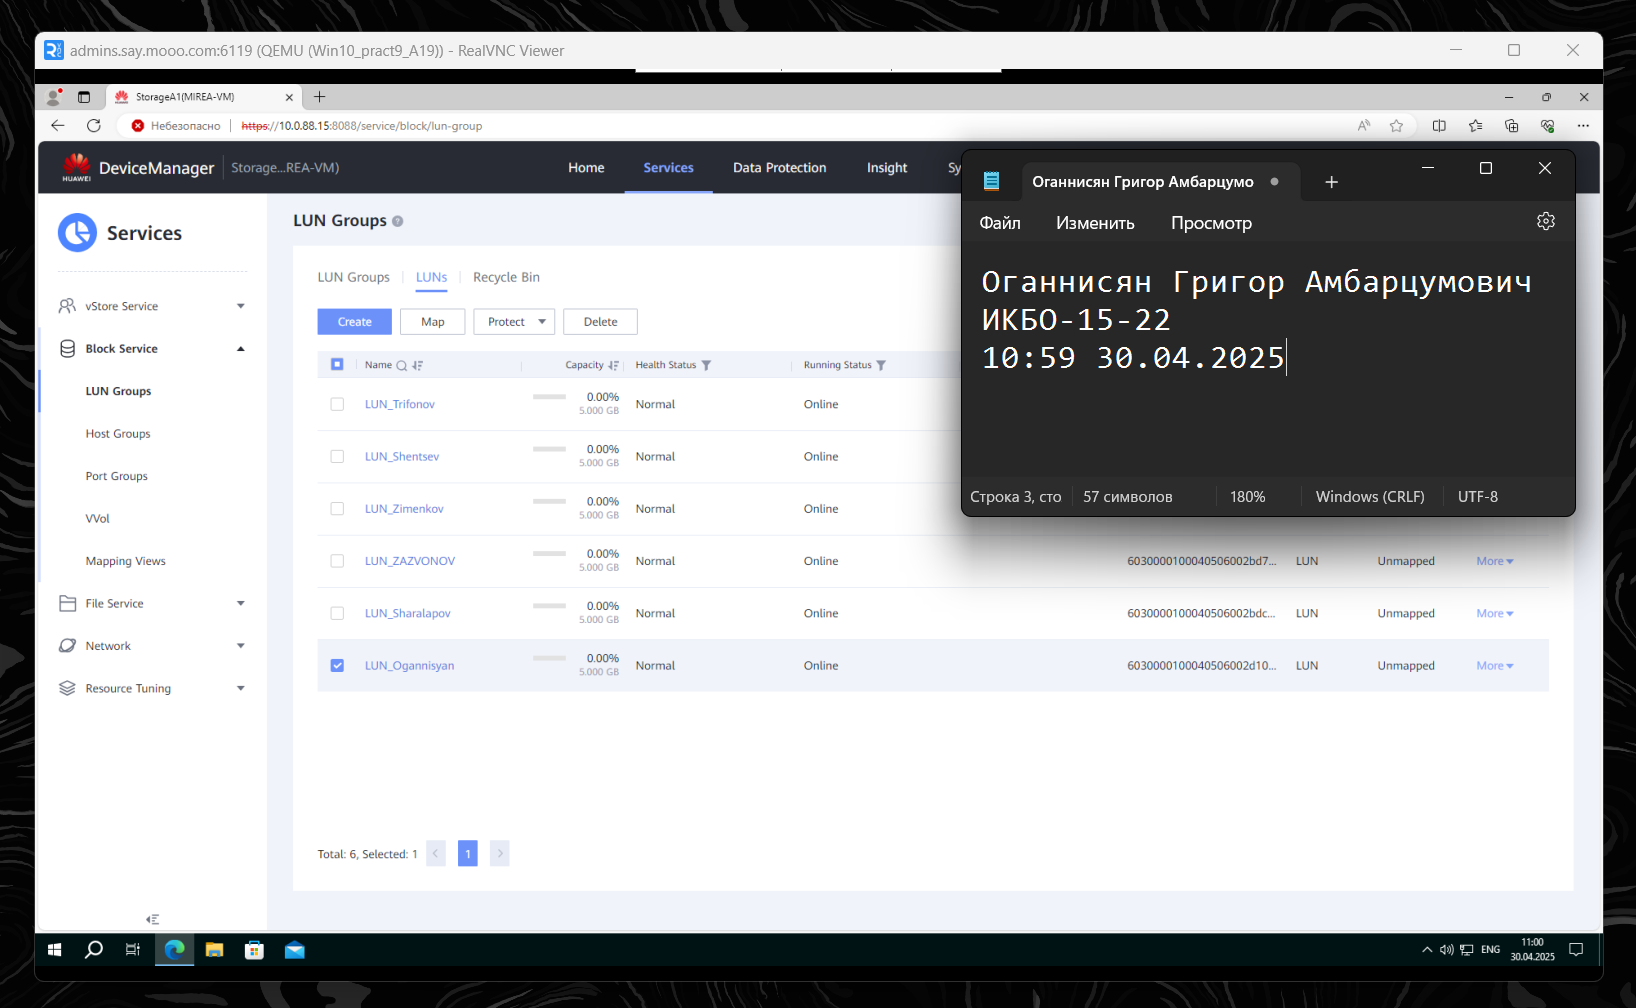 admins.say.mooo.com:6119 (QEMU (Win10_pract9_A19)) - RealVNC Viewer
StorageA1(MIREA-VM)
Небезопасно https://10.0.88.15:8088/service/block/lun-group
HUAWEI DeviceManager Storage...REA-VM) Home Services Data Protection Insight Sy
Services
vStore Service
Block Service
LUN Groups
Host Groups
Port Groups
VVol
Mapping Views
File Service
Network
Resource Tuning
LUN Groups
LUN Groups LUNs Recycle Bin
Create Map Protect Delete
Name Capacity Health Status Running Status
LUN_Trifonov 0.00% 5.000 GB Normal Online
LUN_Shentsev 0.00% 5.000 GB Normal Online
LUN_Zimenkov 0.00% 5.000 GB Normal Online
LUN_ZAZVONOV 0.00% 5.000 GB Normal Online 6030000100040506002bd7... LUN Unmapped More
LUN_Sharalapov 0.00% 5.000 GB Normal Online 6030000100040506002bdc... LUN Unmapped More
LUN_Ogannisyan 0.00% 5.000 GB Normal Online 6030000100040506002d10... LUN Unmapped More
Total: 6, Selected: 1 < 1 >
Оганнисян Григор Амбарцумо
Файл Изменить Просмотр
Оганнисян Григор Амбарцумович
ИКБО-15-22
10:59 30.04.2025
Строка 3, сто 57 символов 180% Windows (CRLF) UTF-8
ENG 11:00
30.04.2025